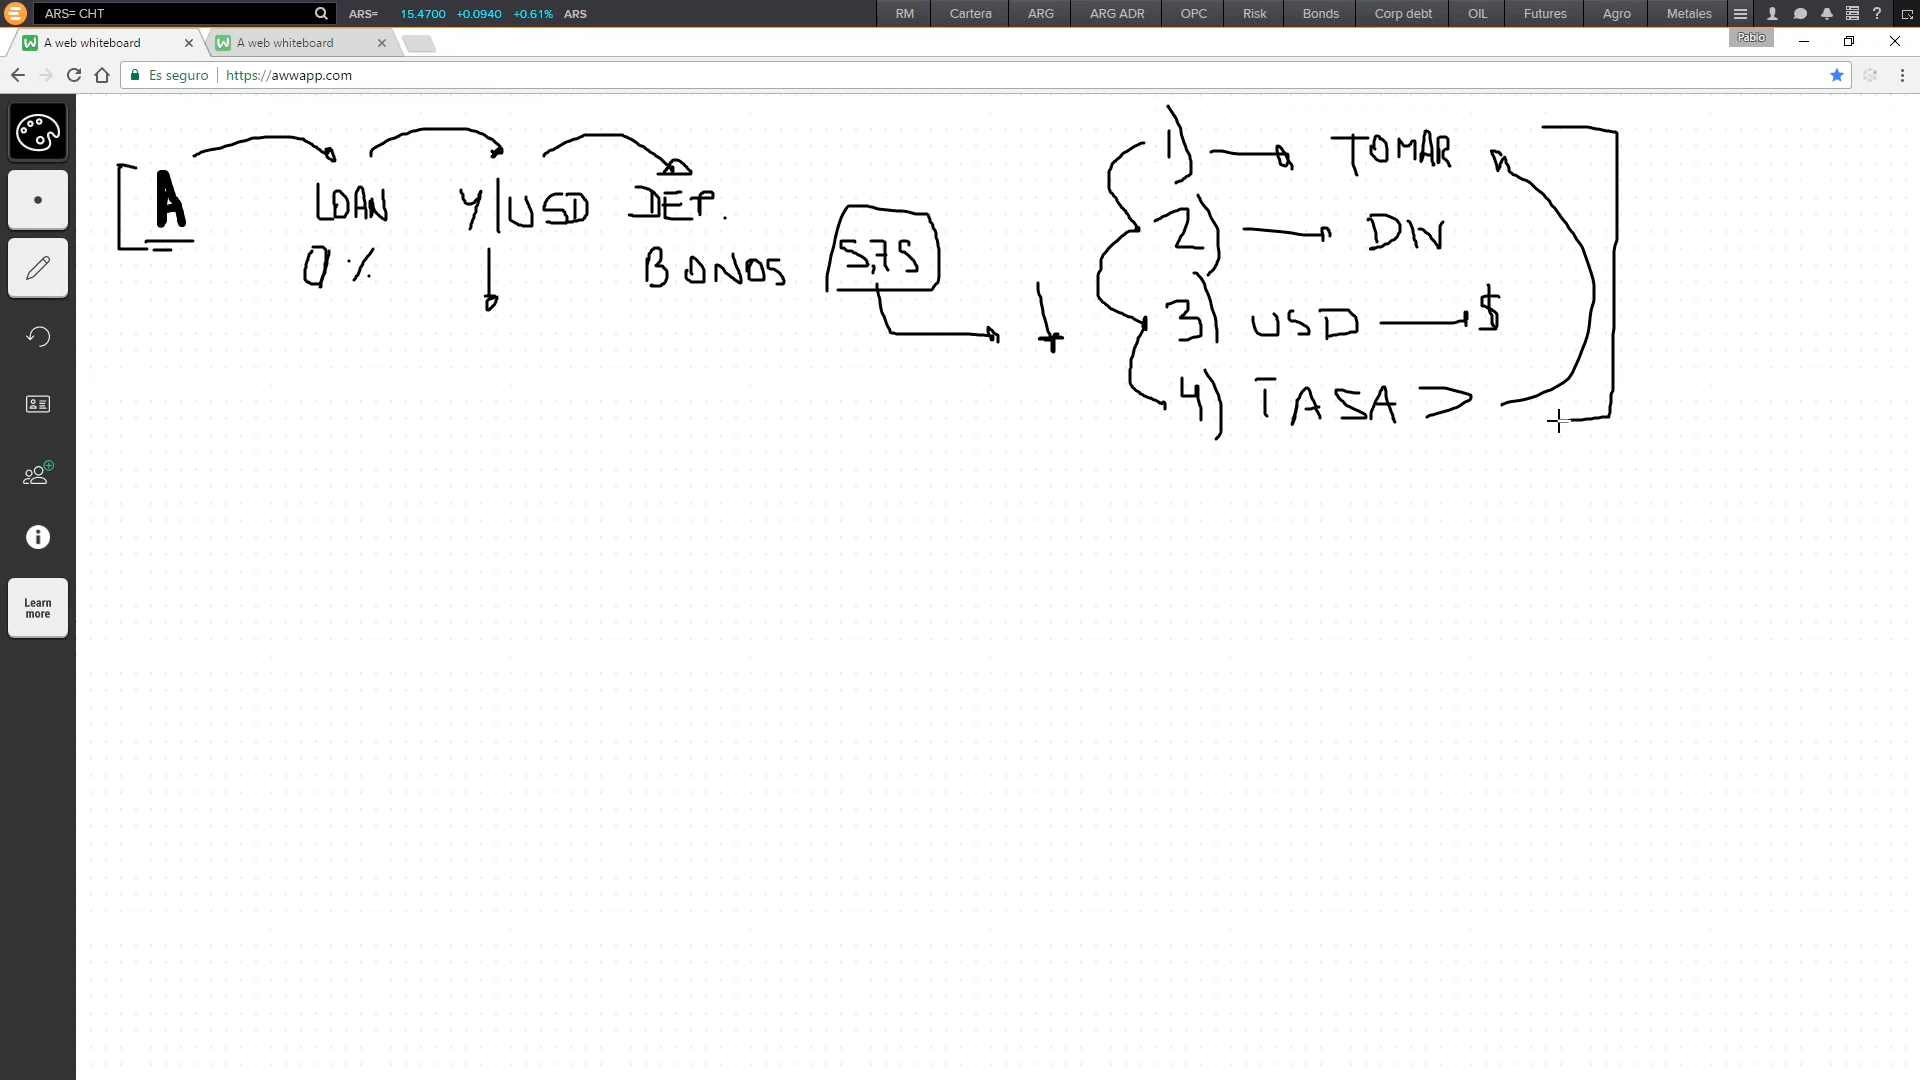 ARS= CHT ARS= 15.4700 +0.0940 +0.61% ARS RM Cartera ARG ARG ADR OPC Risk Bonds Corp debt OIL Futures Agro Metales ?
A web whiteboard A web whiteboard Pablo
Es seguro https://awwapp.com
A LOAN Y/USD DEP.
0% BONOS 5,75
1) → TOMAR
2) → DIV
3) USD → $
4) TASA >
Learn
more